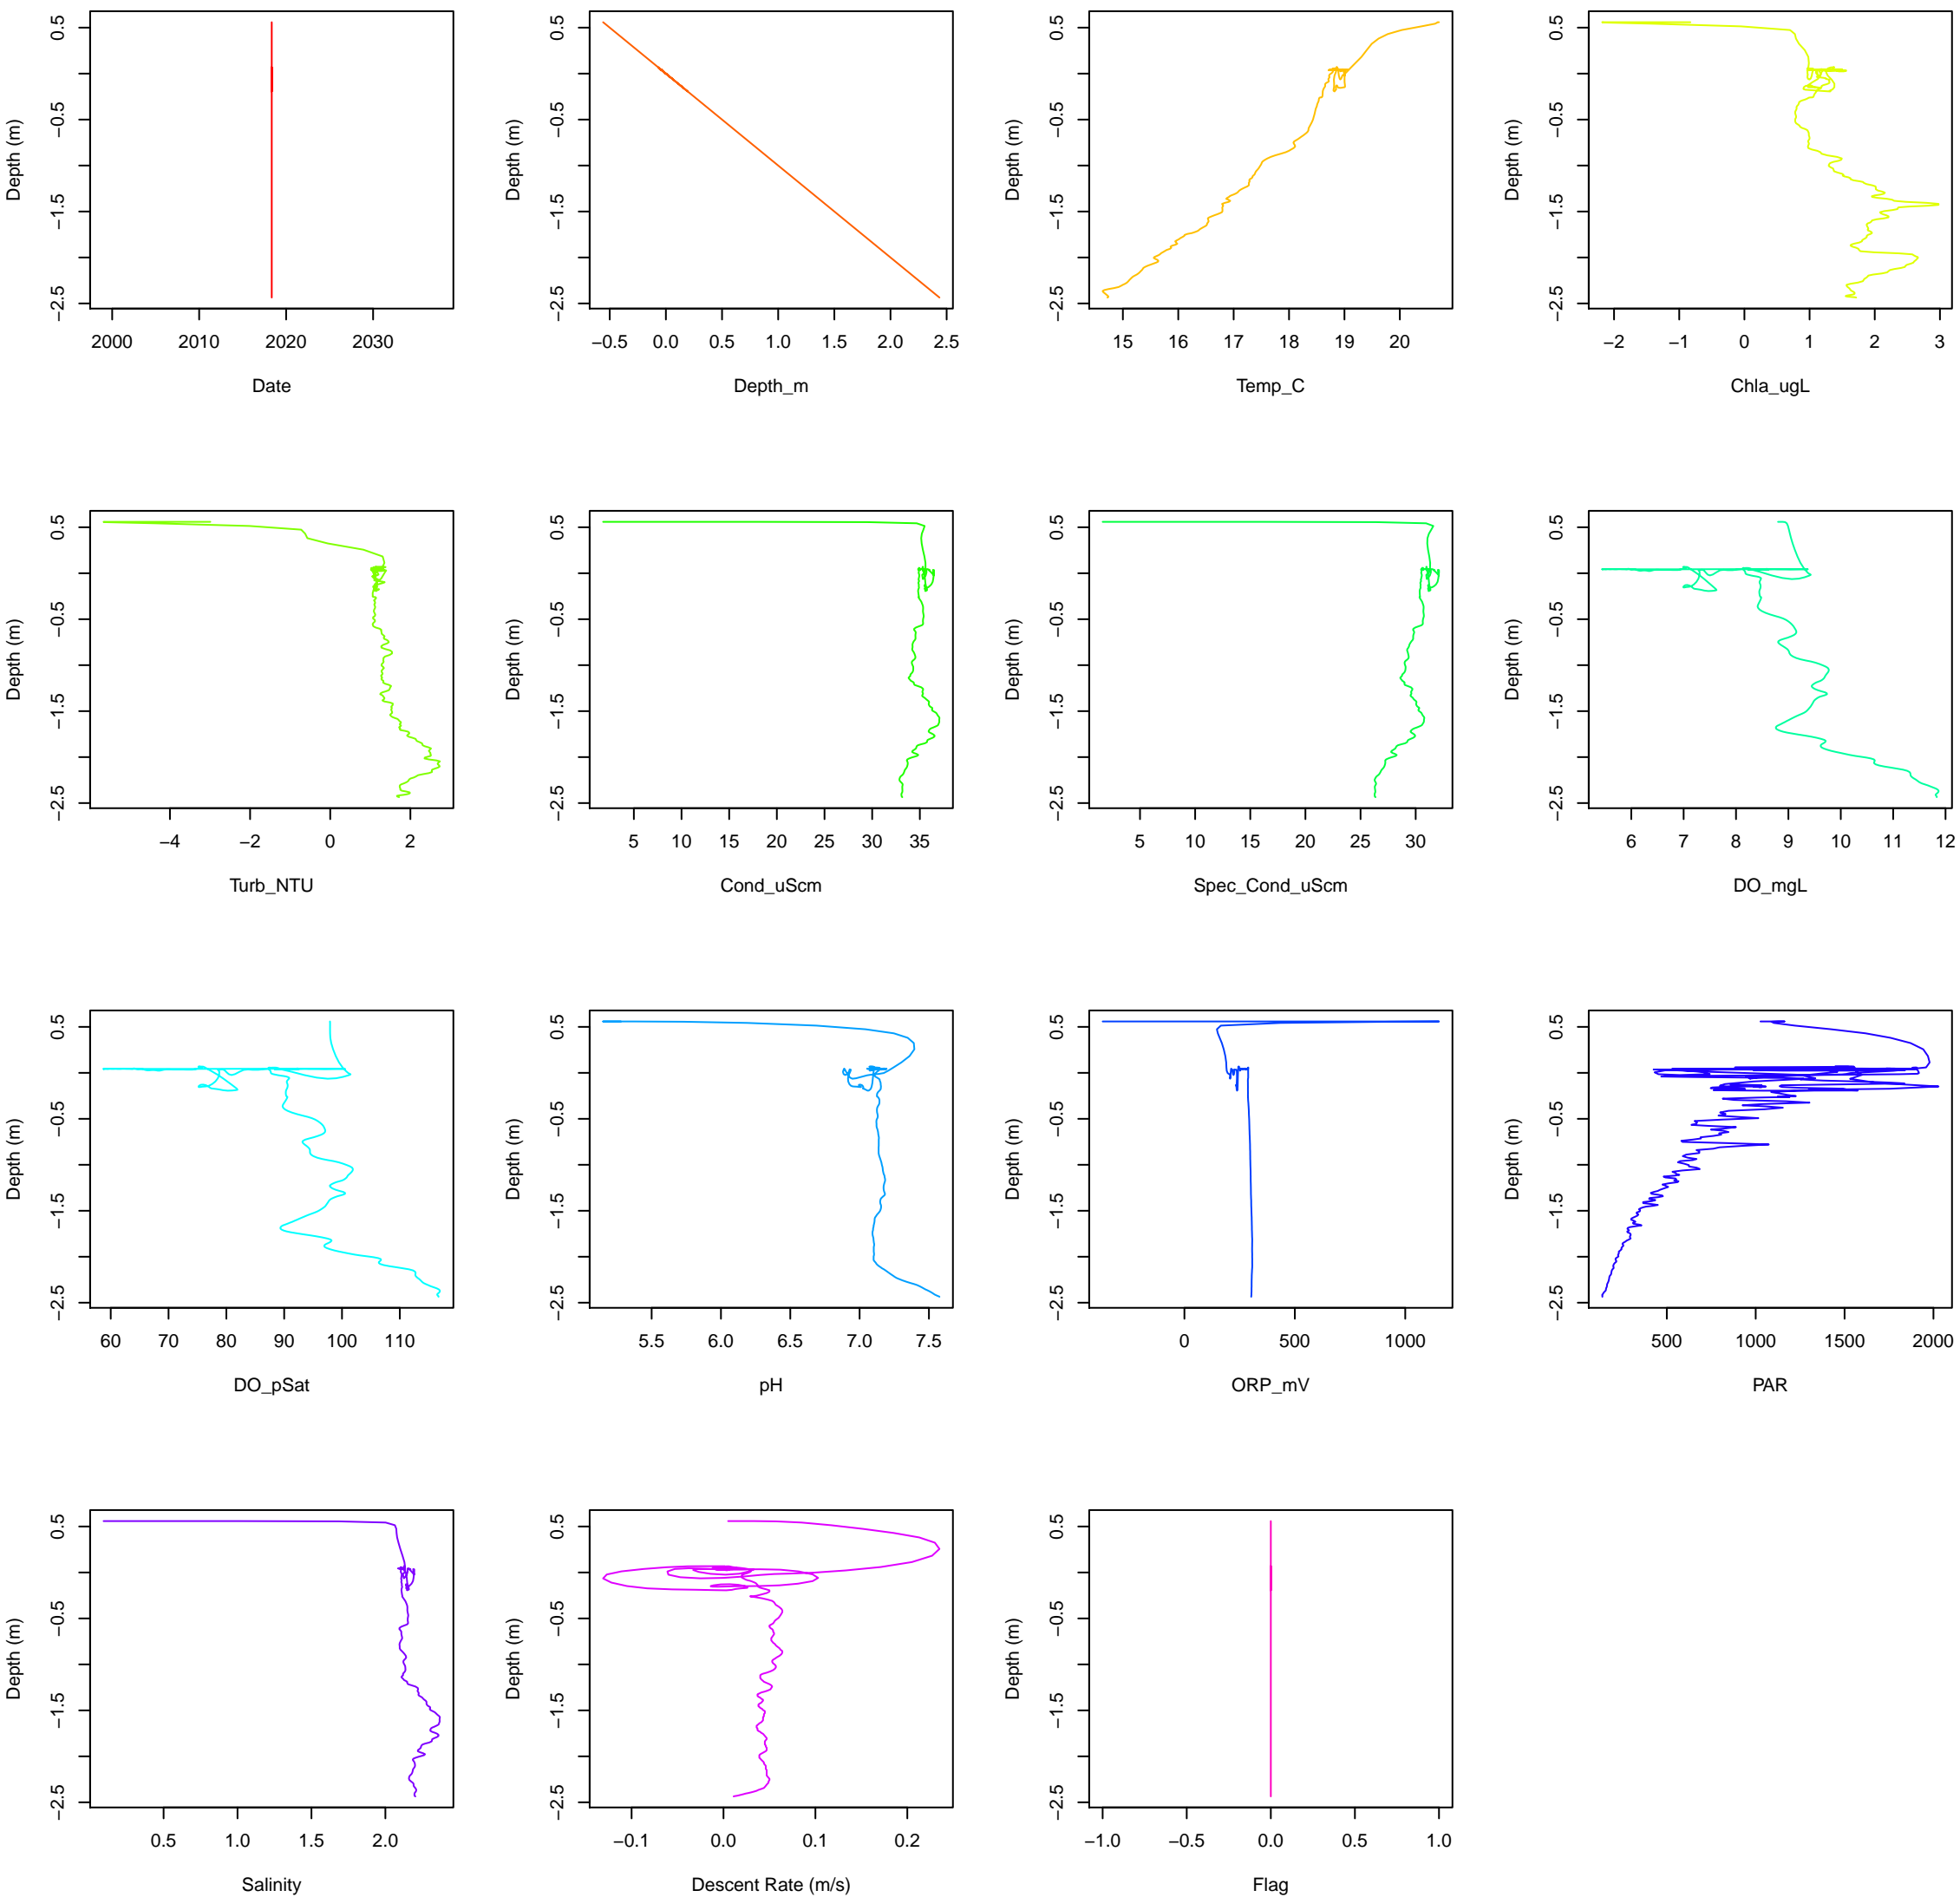 0.5
−0.5
−1.5
−2.5
Depth (m)
2000 2010 2020 2030
Date
0.5
−0.5
−1.5
−2.5
Depth (m)
−0.5 0.0 0.5 1.0 1.5 2.0 2.5
Depth_m
0.5
−0.5
−1.5
−2.5
Depth (m)
15 16 17 18 19 20
Temp_C
0.5
−0.5
−1.5
−2.5
Depth (m)
−2 −1 0 1 2 3
Chla_ugL
0.5
−0.5
−1.5
−2.5
Depth (m)
−4 −2 0 2
Turb_NTU
0.5
−0.5
−1.5
−2.5
Depth (m)
5 10 15 20 25 30 35
Cond_uScm
0.5
−0.5
−1.5
−2.5
Depth (m)
5 10 15 20 25 30
Spec_Cond_uScm
0.5
−0.5
−1.5
−2.5
Depth (m)
6 7 8 9 10 11 12
DO_mgL
0.5
−0.5
−1.5
−2.5
Depth (m)
60 70 80 90 100 110
DO_pSat
0.5
−0.5
−1.5
−2.5
Depth (m)
5.5 6.0 6.5 7.0 7.5
pH
0.5
−0.5
−1.5
−2.5
Depth (m)
0 500 1000
ORP_mV
0.5
−0.5
−1.5
−2.5
Depth (m)
500 1000 1500 2000
PAR
0.5
−0.5
−1.5
−2.5
Depth (m)
0.5 1.0 1.5 2.0
Salinity
0.5
−0.5
−1.5
−2.5
Depth (m)
−0.1 0.0 0.1 0.2
Descent Rate (m/s)
0.5
−0.5
−1.5
−2.5
Depth (m)
−1.0 −0.5 0.0 0.5 1.0
Flag